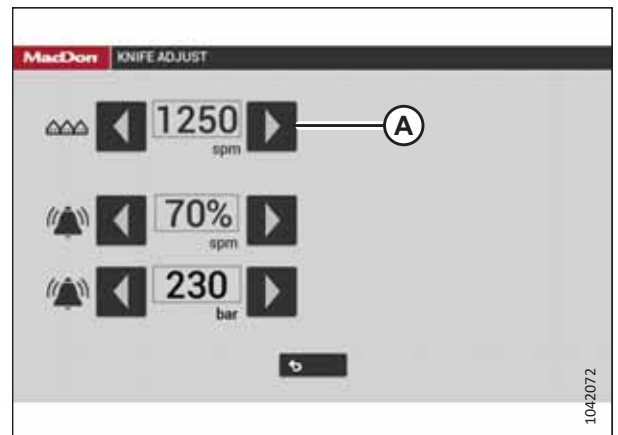 MacDon KNIFE ADJUST
1250
spm
A
70%
spm
230
bar
1042072